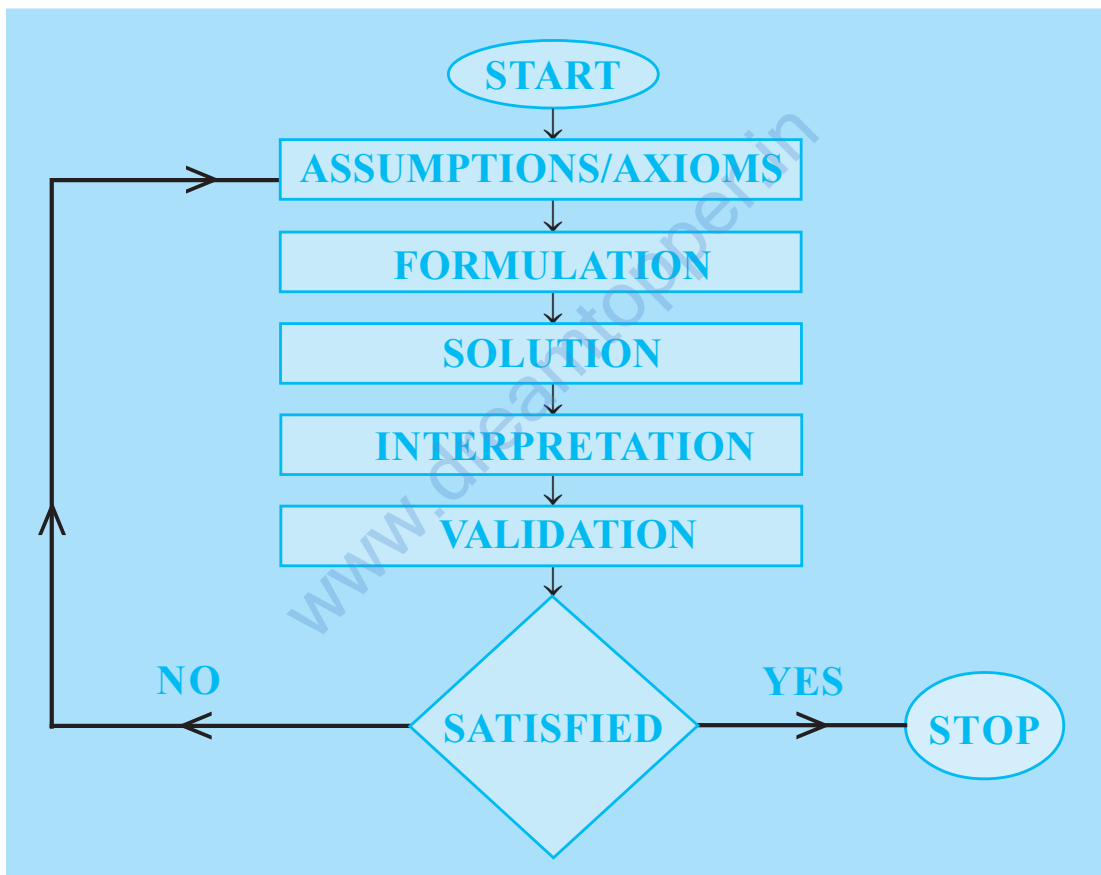 START
ASSUMPTIONS/AXIOMS
FORMULATION
SOLUTION
INTERPRETATION
VALIDATION
NO
YES
SATISFIED
STOP
www.dreamtopper.in